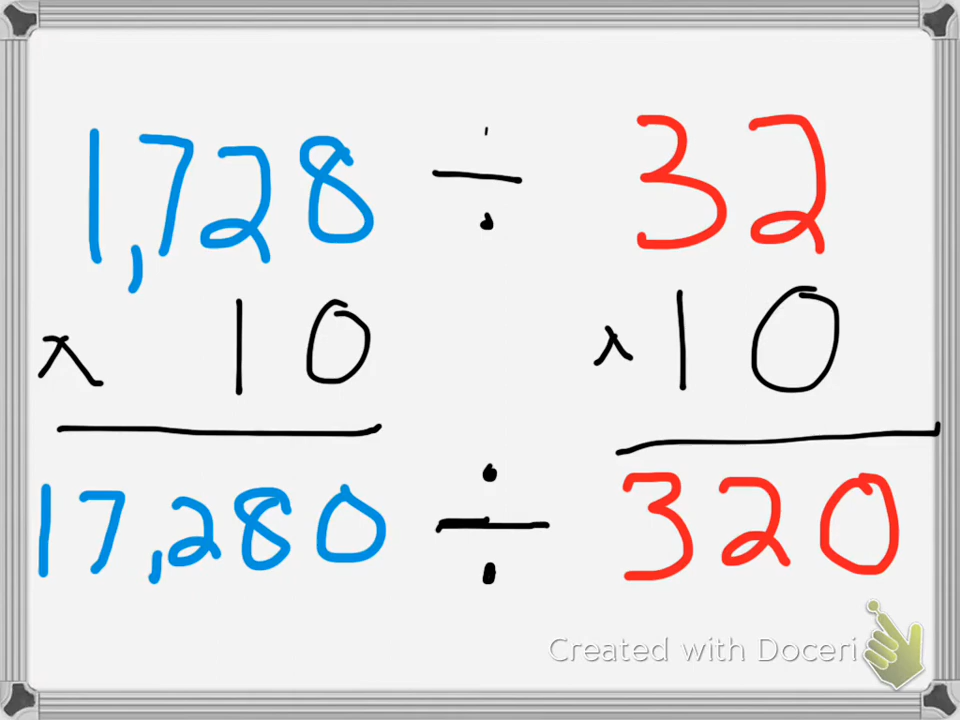 1,728 ÷ 32
x 10 x 10
17,280 ÷ 320
Created with Doceri